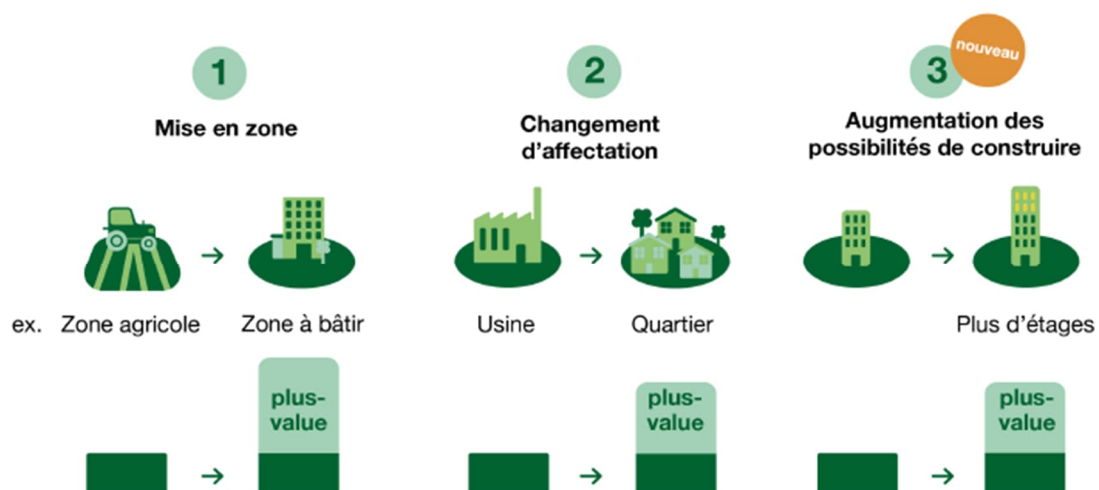 1
Mise en zone
2
Changement
d'affectation
3
nouveau
Augmentation des
possibilités de construire
ex. Zone agricole
Zone à bâtir
Usine
Quartier
Plus d'étages
plus-
value
plus-
value
plus-
value